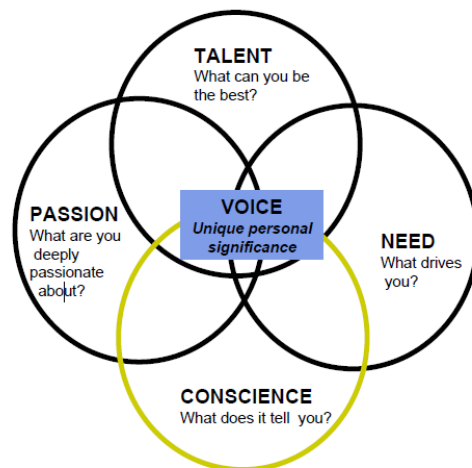 TALENT
What can you be
the best?
PASSION
What are you
deeply
passionate
about?
VOICE
Unique personal
significance
NEED
What drives
you?
CONSCIENCE
What does it tell you?